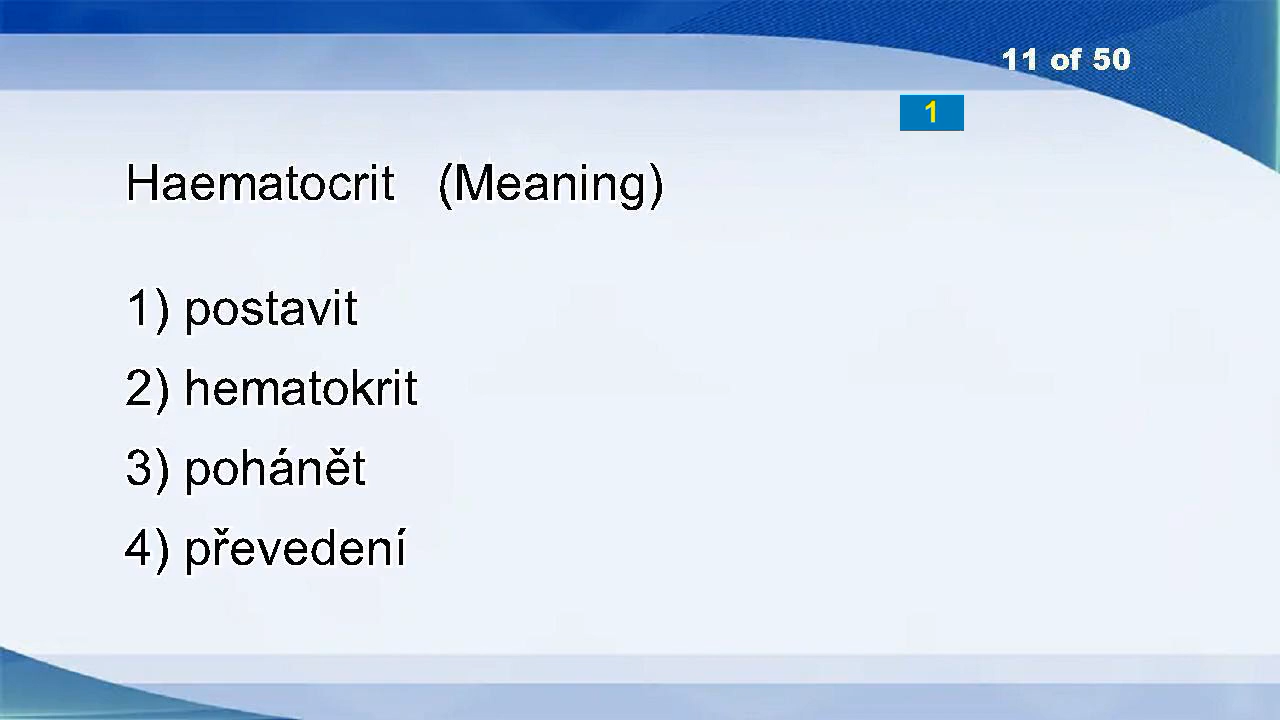 11 of 50
1
Haematocrit (Meaning)
1) postavit
2) hematokrit
3) pohánět
4) převedení